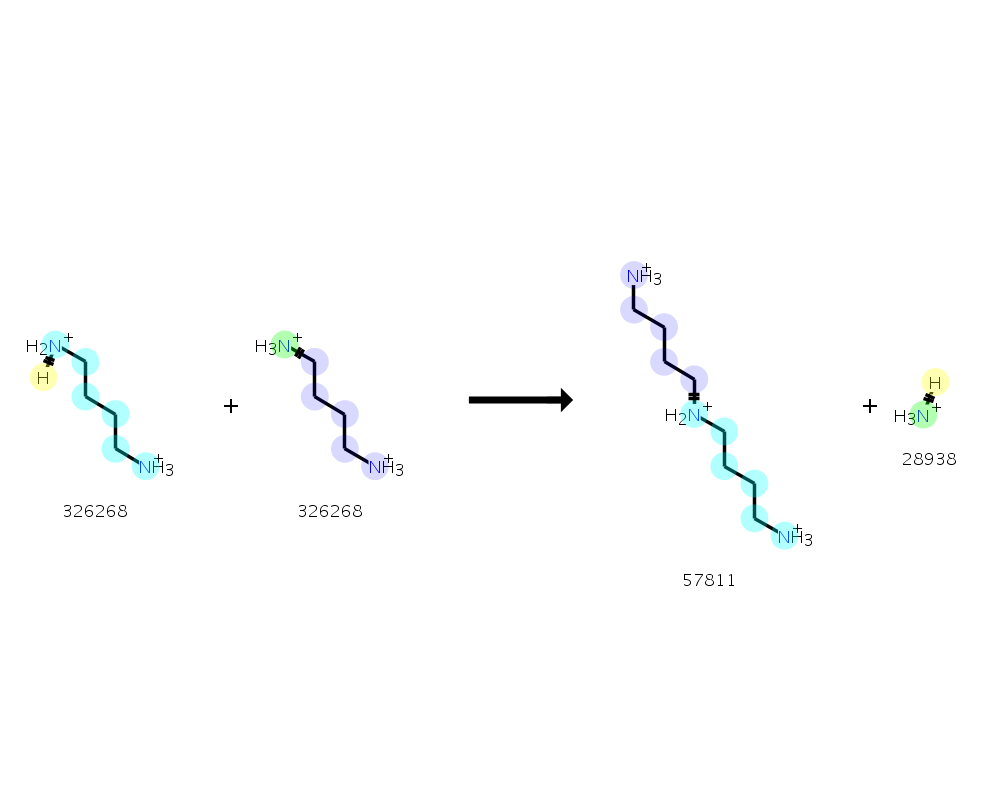 H2N+
H
NH3+
326268
+
H3N+
NH3+
326268
NH3+
H2N+
NH3+
57811
+
H
H3N+
28938